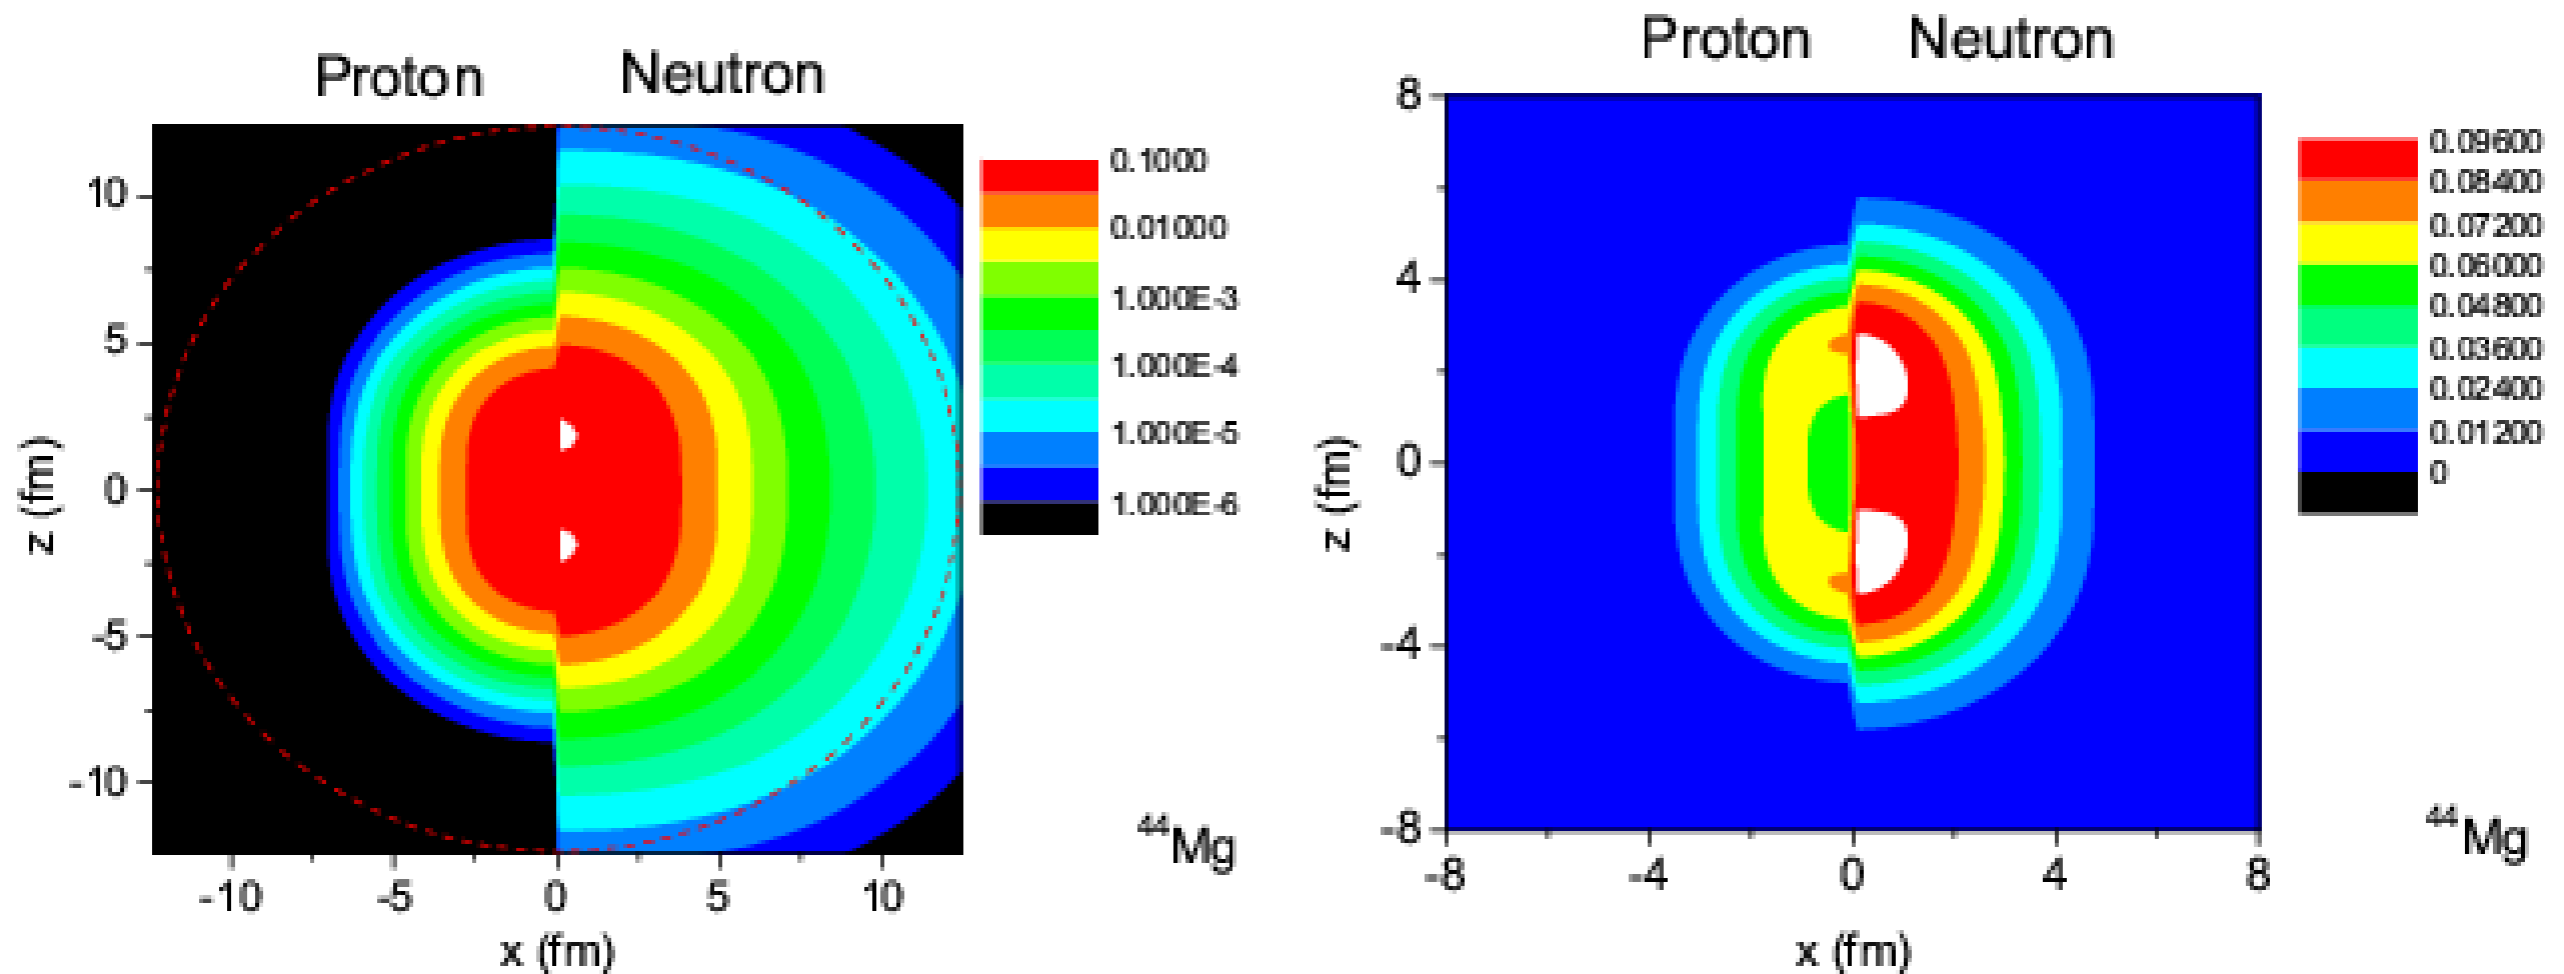 Proton Neutron
10
5
0
-5
-10
z (fm)
-10 -5 0 5 10
x (fm)
0.1000
0.01000
1.000E-3
1.000E-4
1.000E-5
1.000E-6
44Mg
Proton Neutron
8
4
0
-4
-8
z (fm)
-8 -4 0 4 8
x (fm)
0.09600
0.08400
0.07200
0.06000
0.04800
0.03600
0.02400
0.01200
0
44Mg